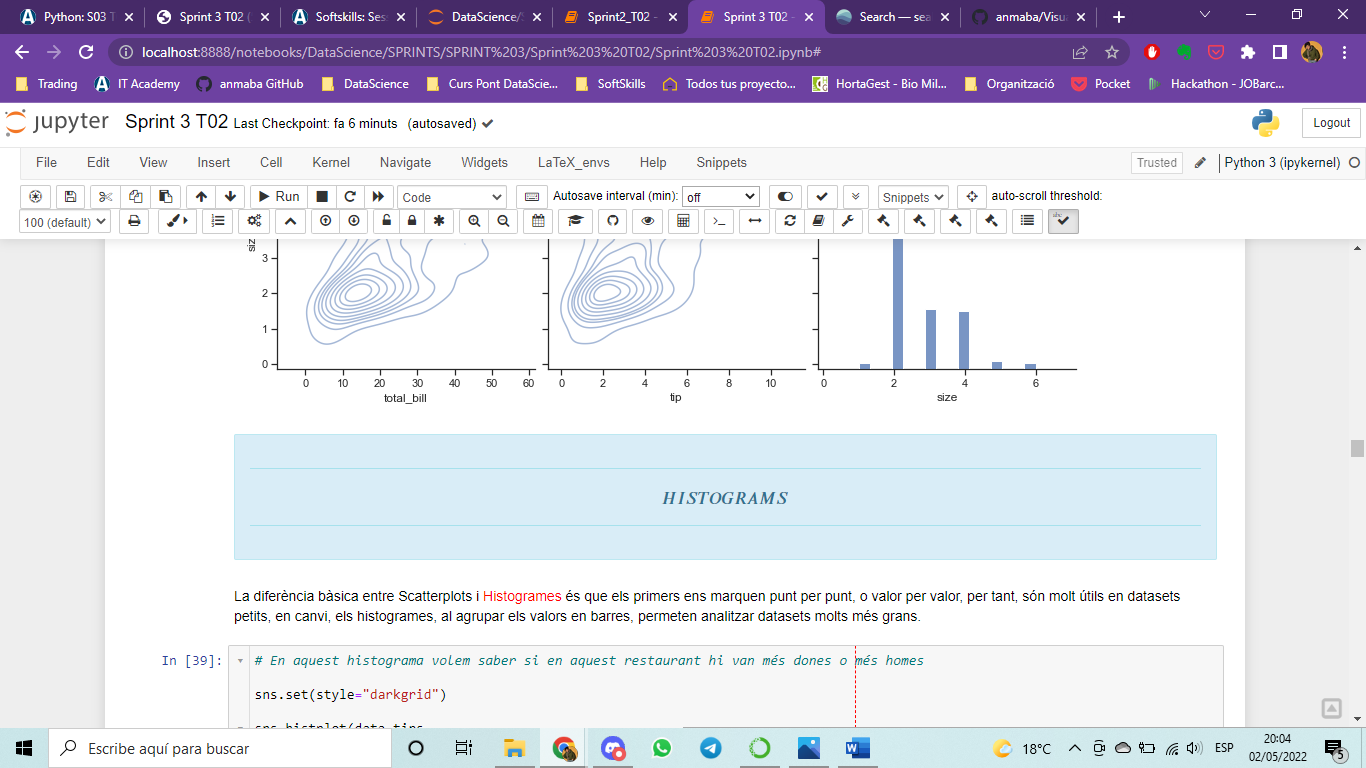 Python: S03 T
Sprint 3 T02 (
Softskills: Ses
DataScience/S
Sprint2_T02 -
Sprint 3 T02 -
Search — sea
anmaba/Visu
localhost:8888/notebooks/DataScience/SPRINTS/SPRINT%203/Sprint%203%20T02/Sprint%203%20T02.ipynb#
Trading
IT Academy
anmaba GitHub
DataScience
Curs Pont DataScie...
SoftSkills
Todos tus proyecto...
HortaGest - Bio Mil...
Organització
Pocket
Hackathon - JOBarc...
jupyter Sprint 3 T02 Last Checkpoint: fa 6 minuts (autosaved)
Logout
File Edit View Insert Cell Kernel Navigate Widgets LaTeX_envs Help Snippets
Trusted
Python 3 (ipykernel)
Run
Code
Autosave interval (min): off
Snippets
auto-scroll threshold:
100 (default)
3
2
1
0
0 10 20 30 40 50 60
total_bill
0 2 4 6 8 10
tip
0 2 4 6
size
HISTOGRAMS
La diferència bàsica entre Scatterplots i Histogrames és que els primers ens marquen punt per punt, o valor per valor, per tant, són molt útils en datasets
petits, en canvi, els histogrames, al agrupar els valors en barres, permeten analitzar datasets molts més grans.
In [39]:
# En aquest histograma volem saber si en aquest restaurant hi van més dones o més homes
sns.set(style="darkgrid")
Escribe aquí para buscar
18°C
ESP
20:04
02/05/2022
5